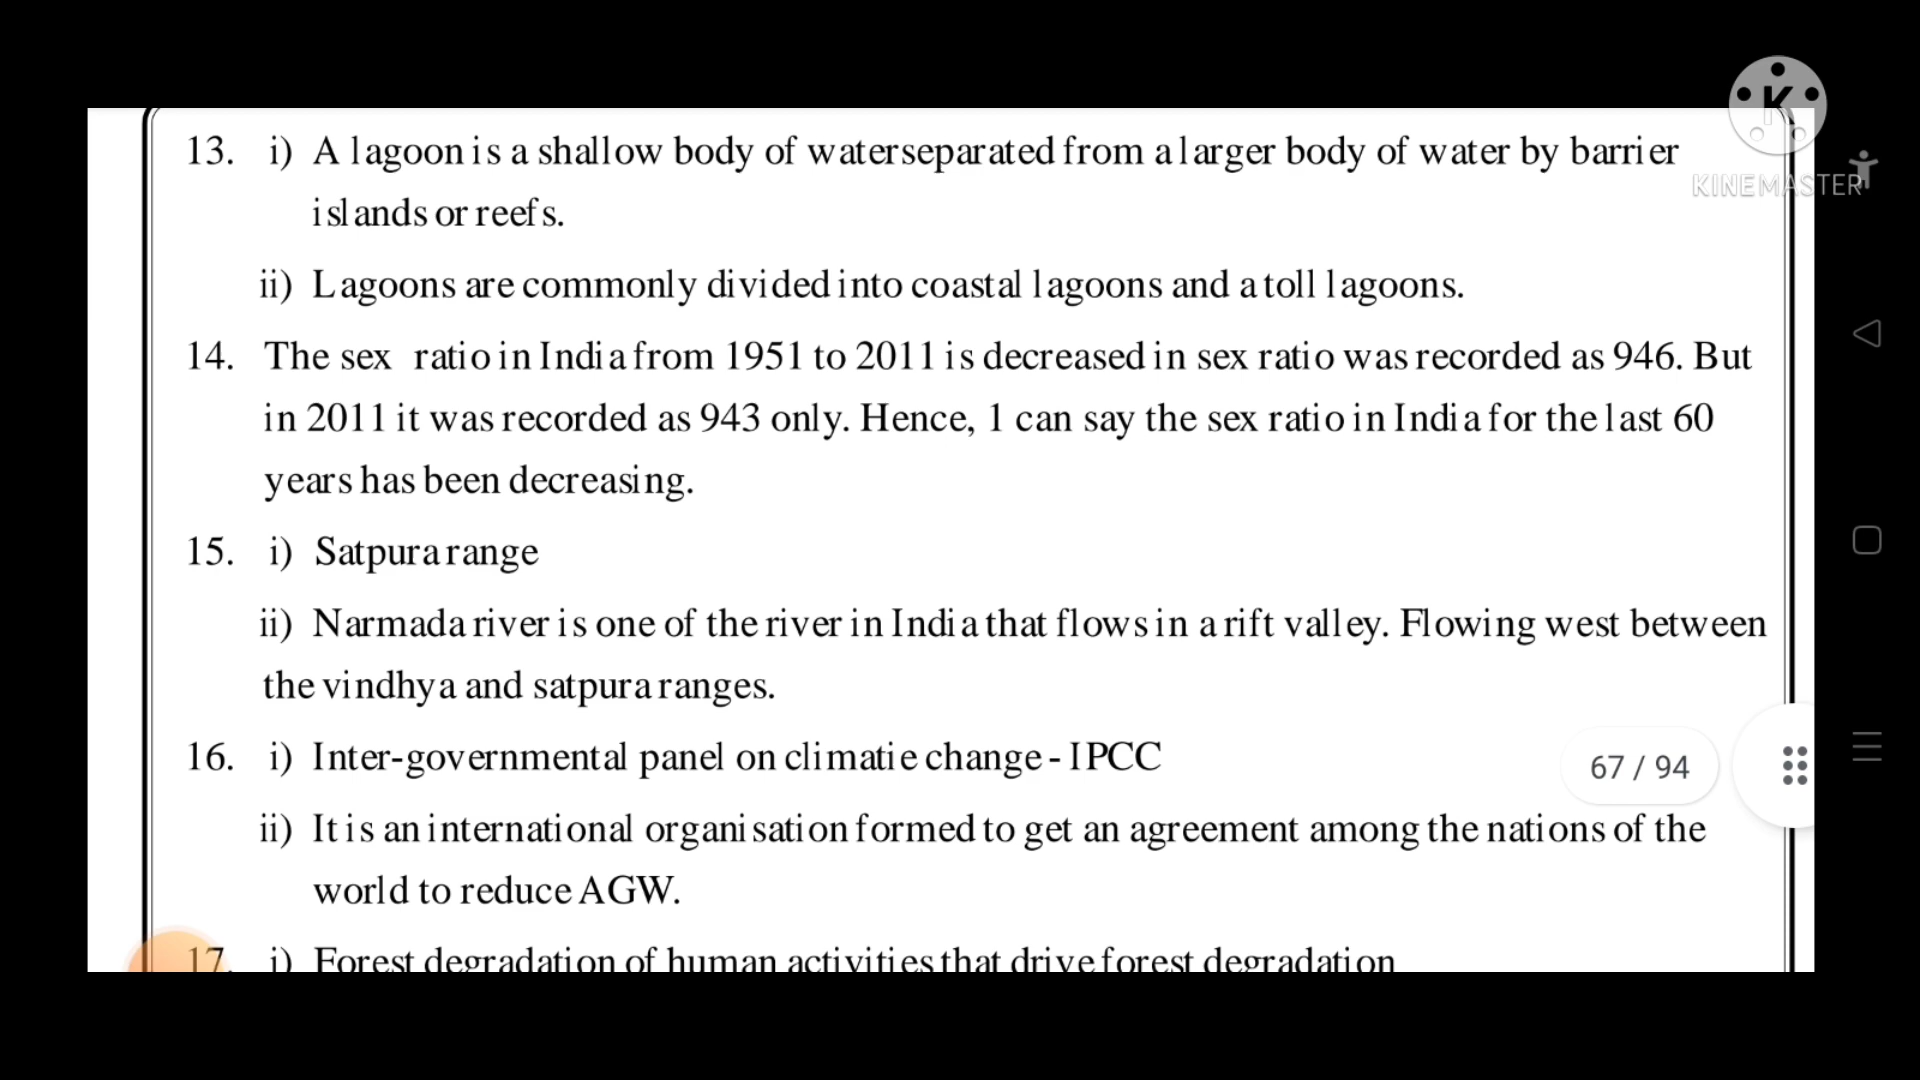 K
KINEMASTER
13. i) A lagoon is a shallow body of water separated from a larger body of water by barrier
islands or reefs.
ii) Lagoons are commonly divided into coastal lagoons and a toll lagoons.
14. The sex ratio in India from 1951 to 2011 is decreased in sex ratio was recorded as 946. But
in 2011 it was recorded as 943 only. Hence, 1 can say the sex ratio in India for the last 60
years has been decreasing.
15. i) Satpura range
ii) Narmada river is one of the river in India that flows in a rift valley. Flowing west between
the vindhya and satpura ranges.
16. i) Inter-governmental panel on climatie change - IPCC
67 / 94
ii) It is an international organisation formed to get an agreement among the nations of the
world to reduce AGW.
17. i) Forest degradation of human activities that drive forest degradation